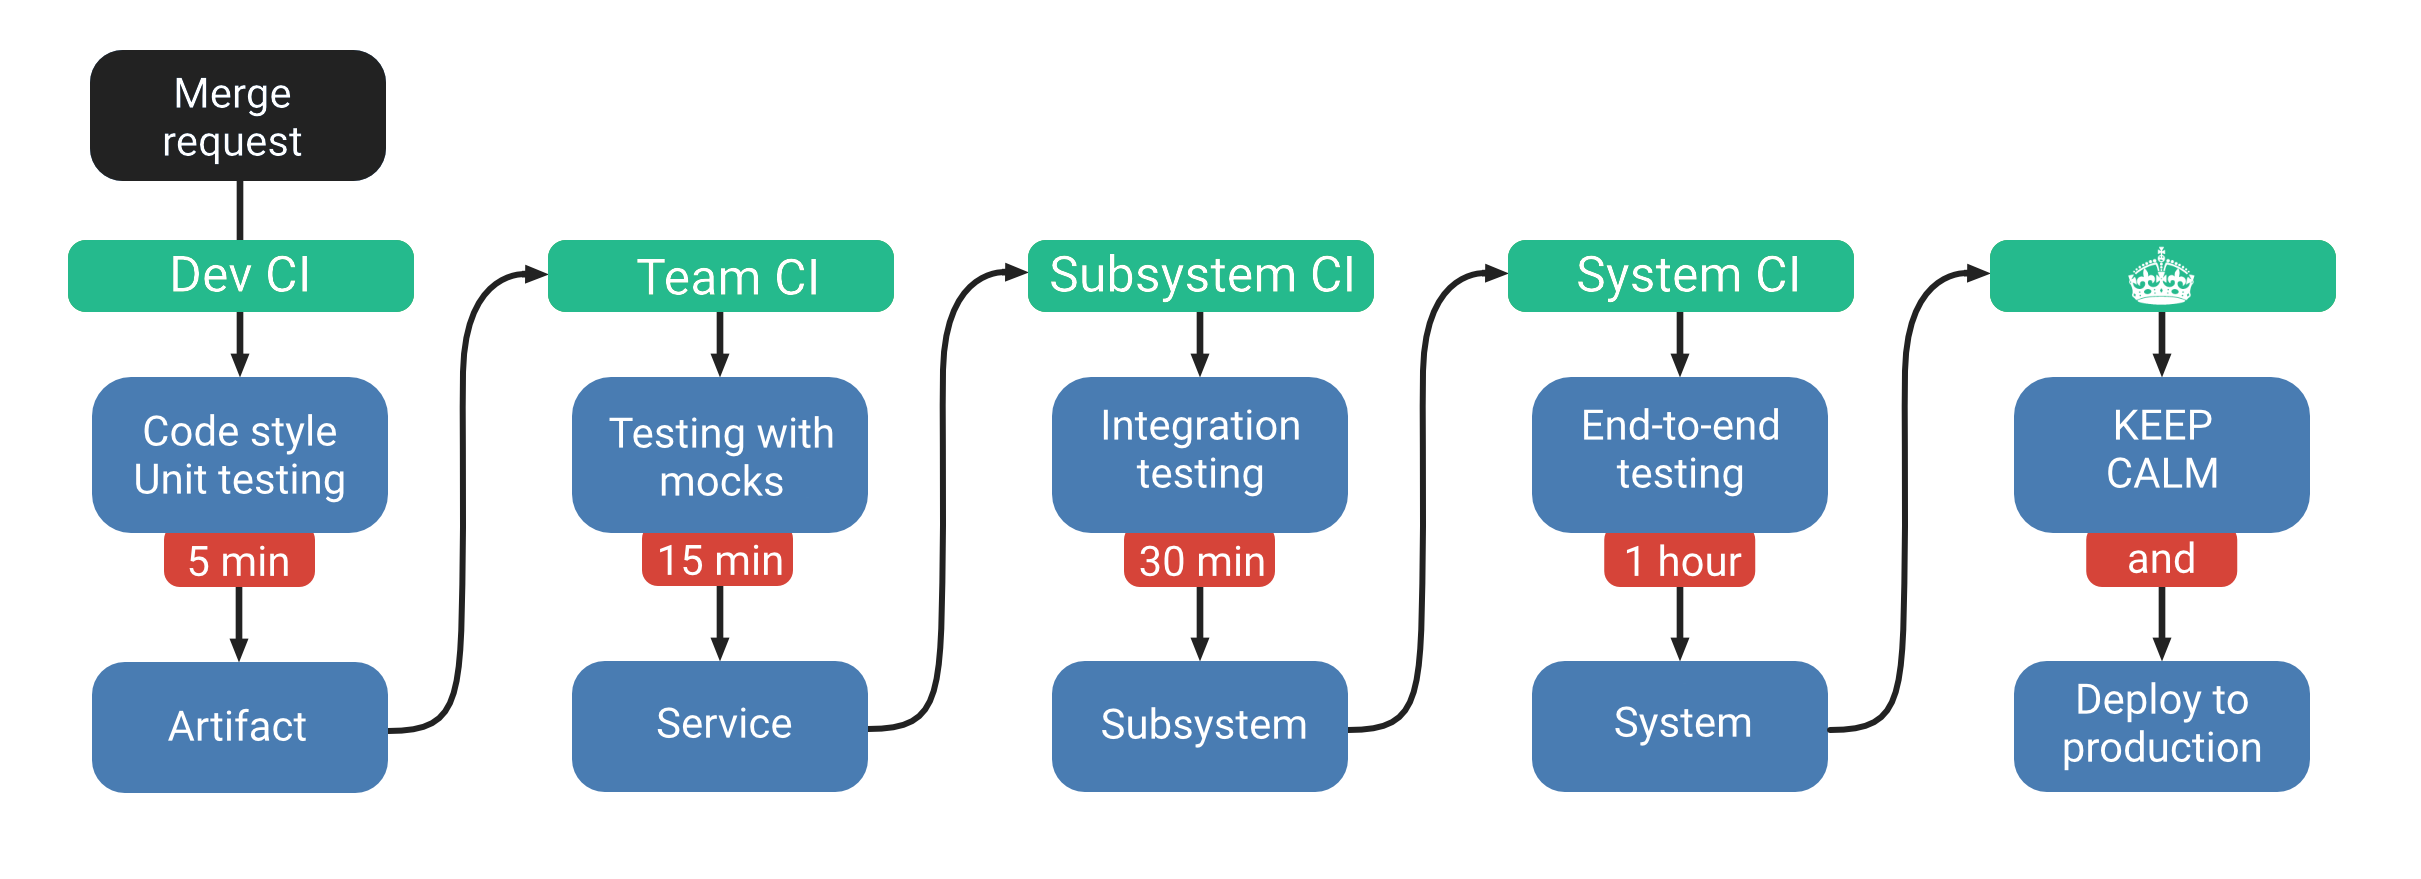 Merge
request
Dev CI
Code style
Unit testing
5 min
Artifact
Team CI
Testing with
mocks
15 min
Service
Subsystem CI
Integration
testing
30 min
Subsystem
System CI
End-to-end
testing
1 hour
System
KEEP
CALM
and
Deploy to
production